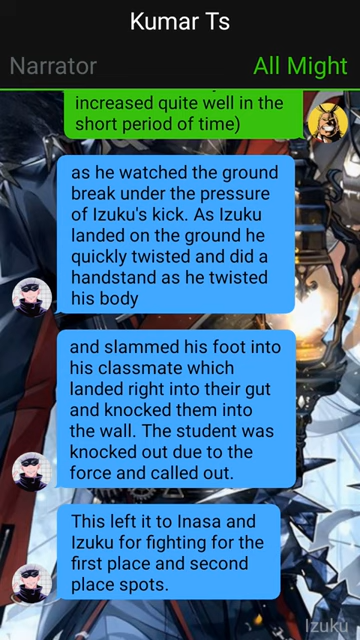 Kumar Ts
Narrator
All Might
increased quite well in the
short period of time)
as he watched the ground
break under the pressure
of Izuku's kick. As Izuku
landed on the ground he
quickly twisted and did a
handstand as he twisted
his body
and slammed his foot into
his classmate which
landed right into their gut
and knocked them into
the wall. The student was
knocked out due to the
force and called out.
This left it to Inasa and
Izuku for fighting for the
first place and second
place spots.
Izuku